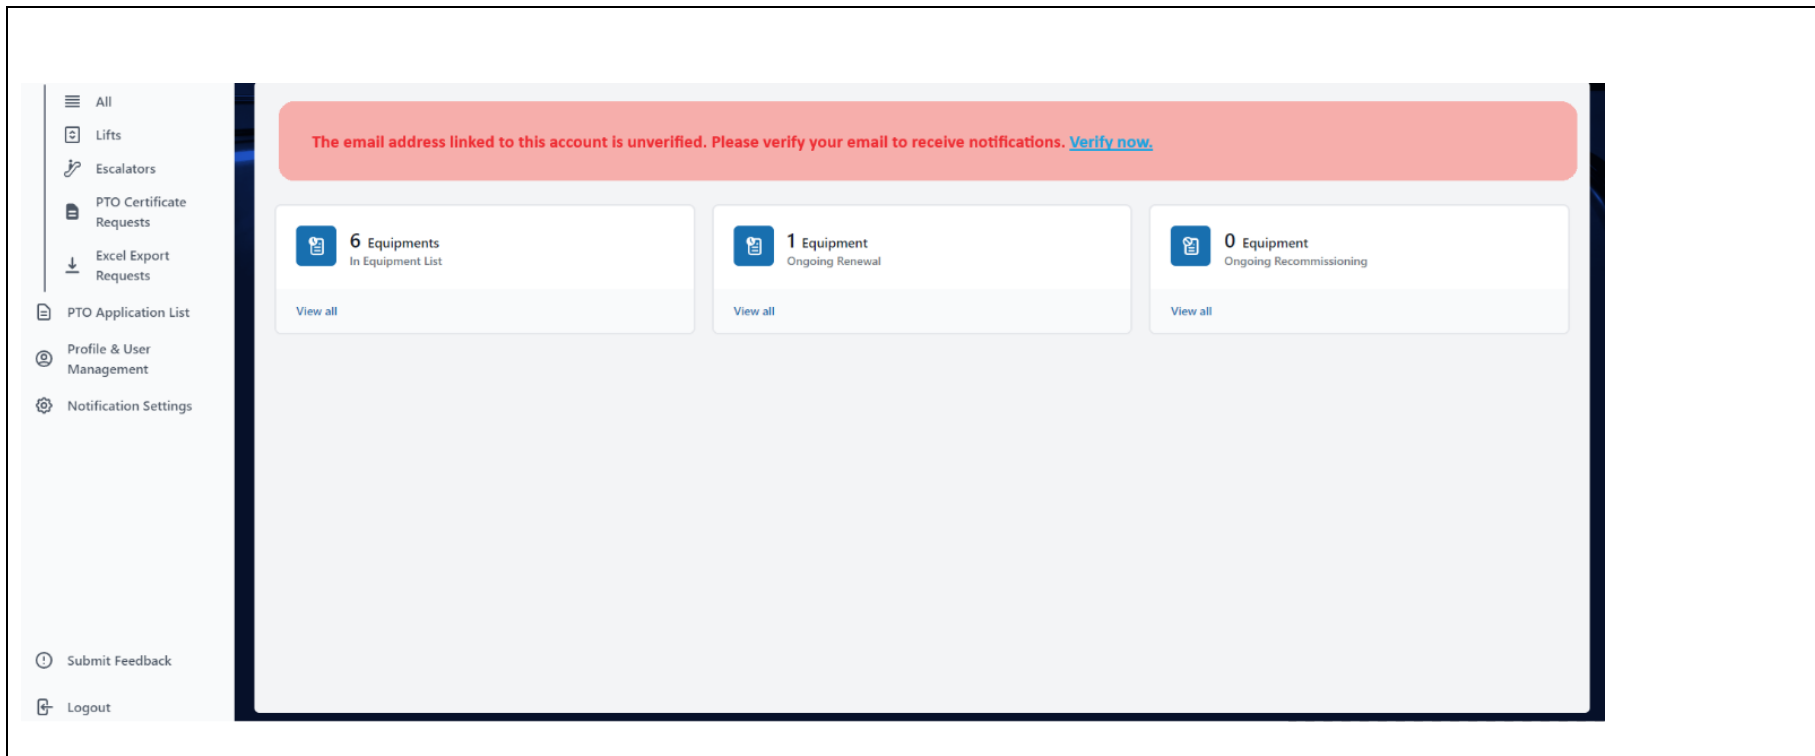 All
Lifts
Escalators
PTO Certificate
Requests
Excel Export
Requests
PTO Application List
Profile & User
Management
Notification Settings
Submit Feedback
Logout
The email address linked to this account is unverified. Please verify your email to receive notifications. Verify now.
6 Equipments
In Equipment List
View all
1 Equipment
Ongoing Renewal
View all
0 Equipment
Ongoing Recommissioning
View all